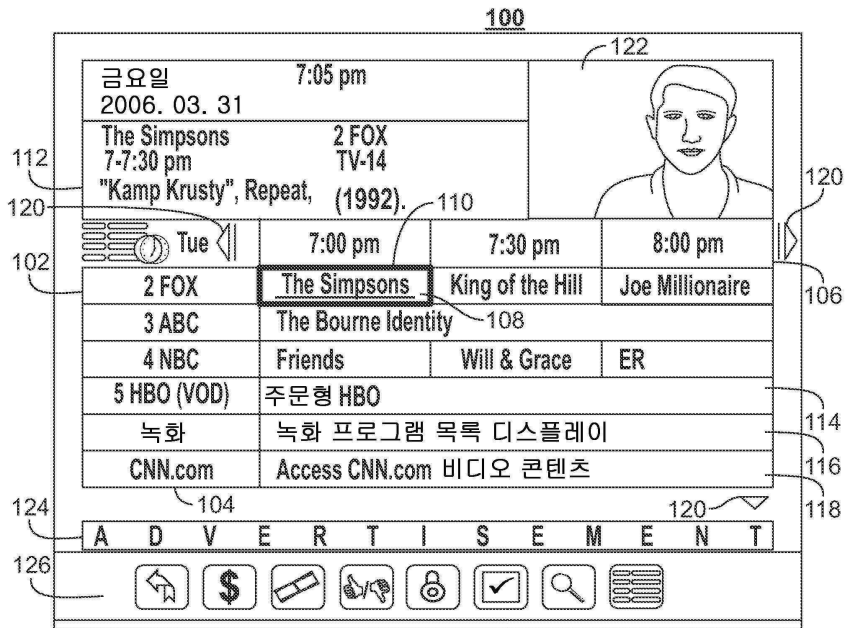 100
122
금요일 7:05 pm
2006. 03. 31
The Simpsons 2 FOX
7-7:30 pm TV-14
"Kamp Krusty", Repeat, (1992).
112
120
110
120
Tue 7:00 pm 7:30 pm 8:00 pm
102
2 FOX The Simpsons King of the Hill Joe Millionaire
106
3 ABC The Bourne Identity
108
4 NBC Friends Will & Grace ER
5 HBO (VOD) 주문형 HBO
114
녹화 녹화 프로그램 목록 디스플레이
116
CNN.com Access CNN.com 비디오 콘텐츠
118
104
120
124
A D V E R T I S E M E N T
126
$